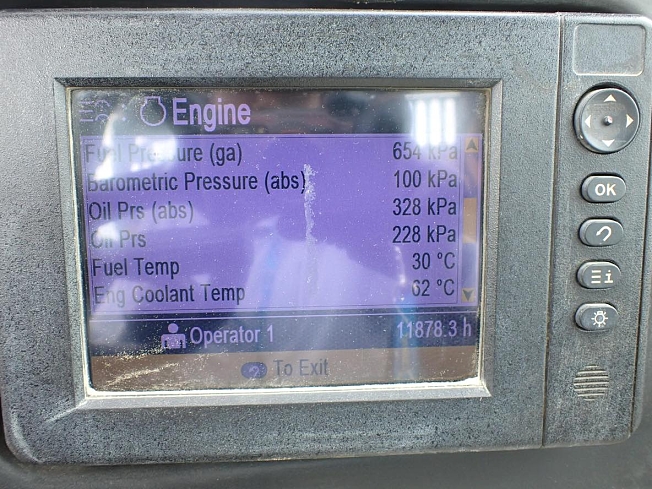 Engine
Fuel Pressure (ga) 654 kPa
Barometric Pressure (abs) 100 kPa
Oil Prs (abs) 328 kPa
Oil Prs 228 kPa
Fuel Temp 30 °C
Eng Coolant Temp 62 °C
Operator 1 11878.3 h
To Exit
OK
i